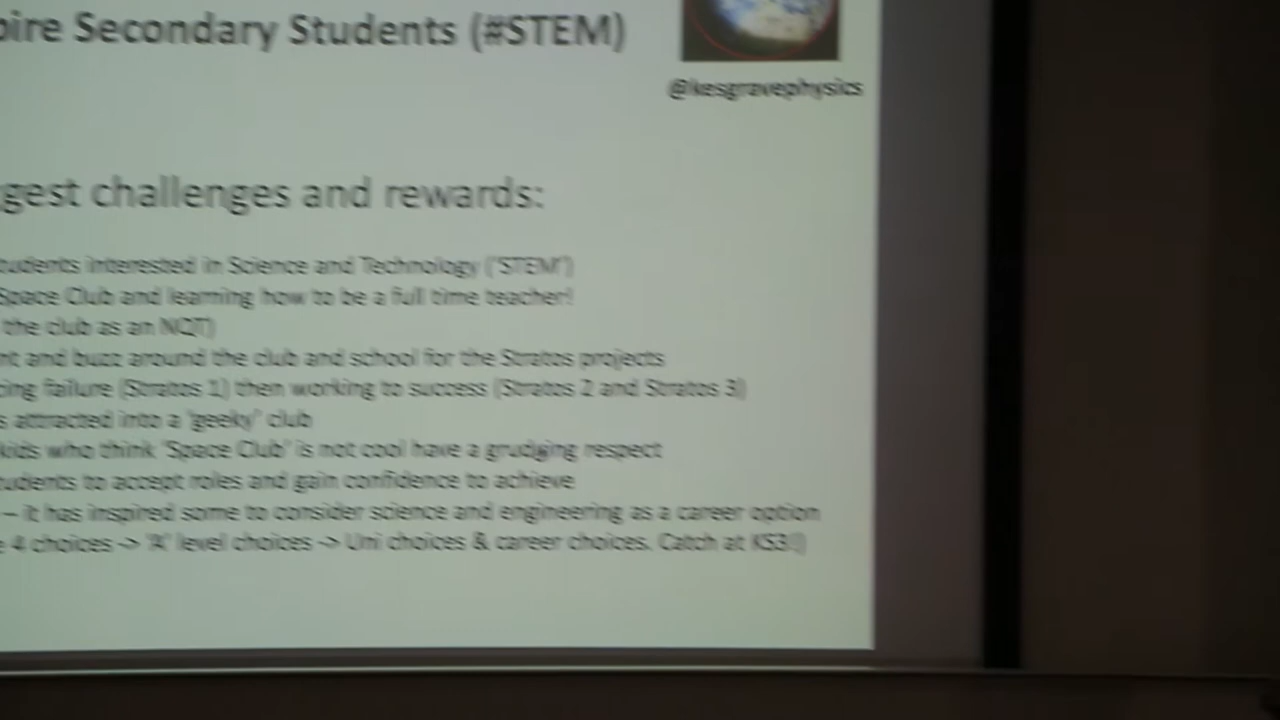 pire Secondary Students (#STEM)
@kesgravephysics
ggest challenges and rewards:
tudents interested in Science and Technology ('STEM')
Space Club and learning how to be a full time teacher!
the club as an NQT)
nt and buzz around the club and school for the Stratos projects
cing failure (Stratos 1) then working to success (Stratos 2 and Stratos 3)
s attracted into a 'geeky' club
kids who think 'Space Club' is not cool have a grudging respect
tudents to accept roles and gain confidence to achieve
– it has inspired some to consider science and engineering as a career option
e 4 choices -> 'A' level choices -> Uni choices & career choices. Catch at KS3!)